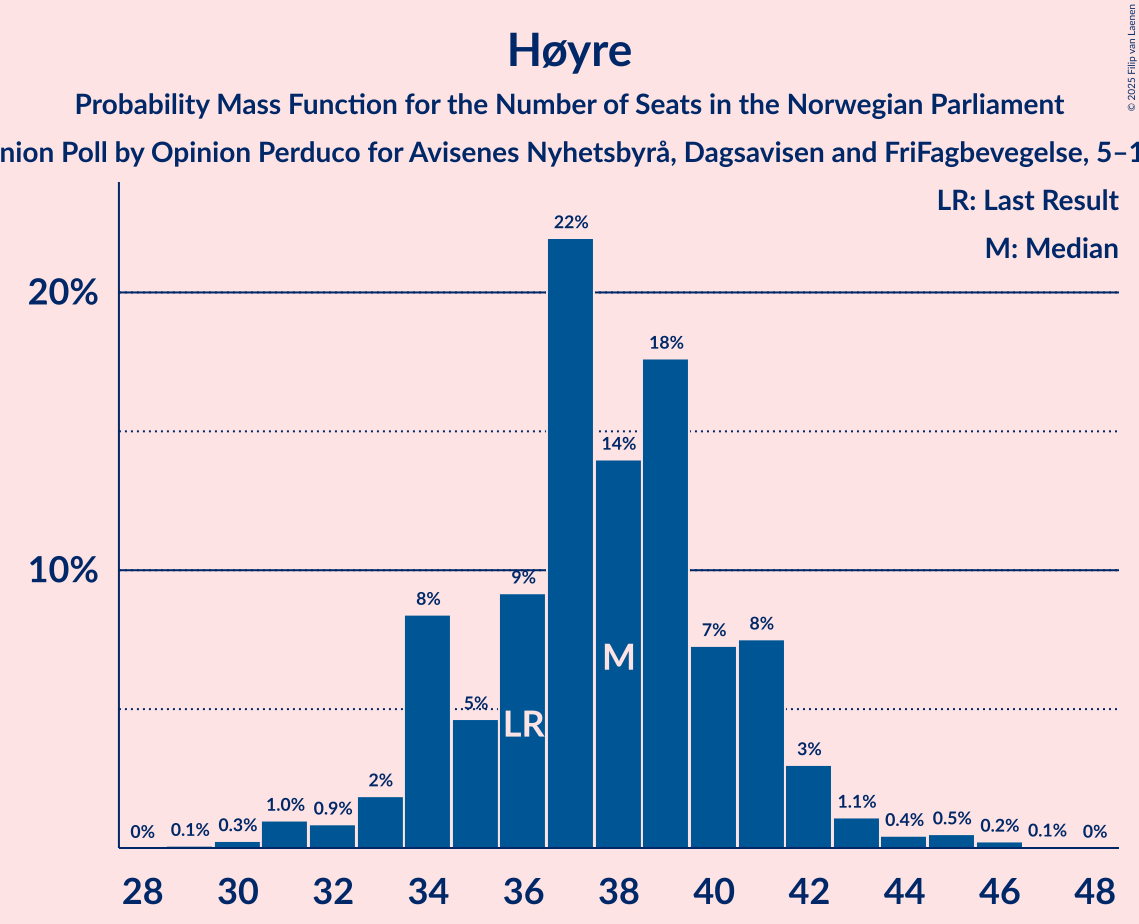 Høyre
Probability Mass Function for the Number of Seats in the Norwegian Parliament
nion Poll by Opinion Perduco for Avisenes Nyhetsbyrå, Dagsavisen and FriFagbevegelse, 5–1
© 2025 Filip van Laenen
LR: Last Result
M: Median
20%
10%
0%
0.1%
0.3%
1.0%
0.9%
2%
8%
5%
9%
22%
14%
18%
7%
8%
3%
1.1%
0.4%
0.5%
0.2%
0.1%
0%
LR
M
28 30 32 34 36 38 40 42 44 46 48